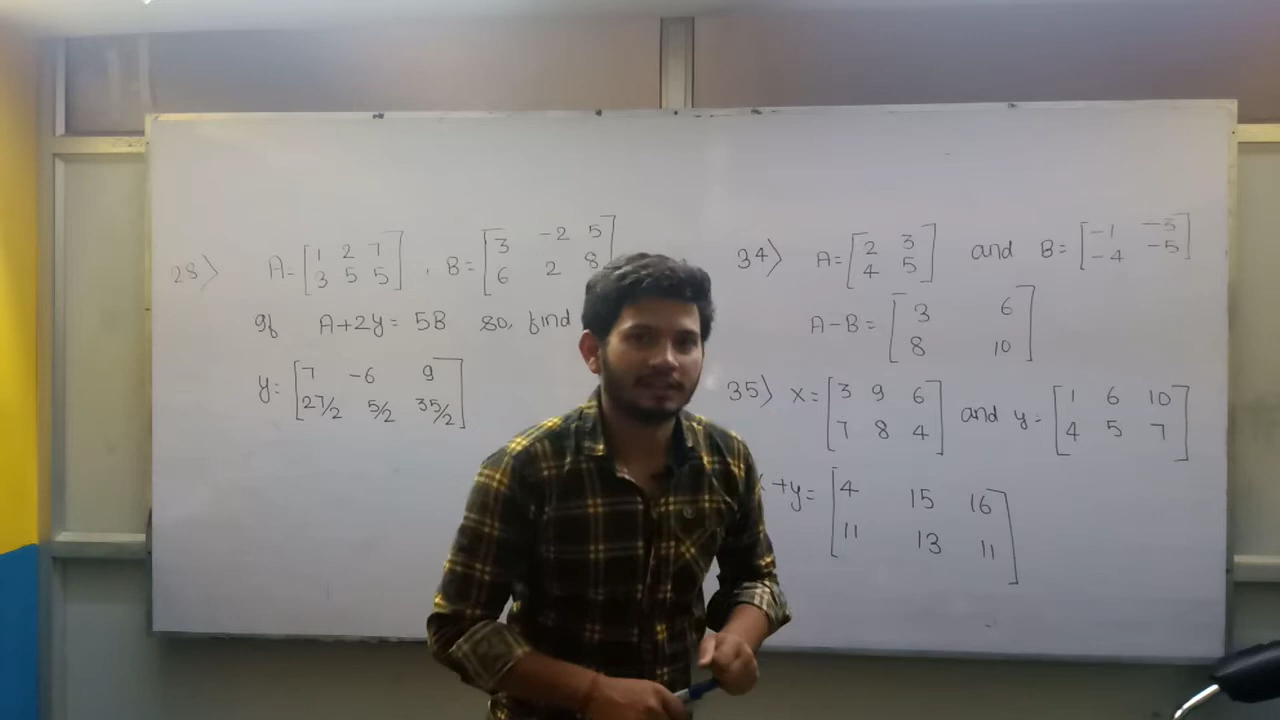 28) A = [1 2 7
3 5 5] , B = [3 -2 5
6 2 8
If A+2y = 5B so, find
y = [7 -6 9
27/2 5/2 35/2]
34) A = [2 3
4 5] and B = [-1 -3
-4 -5]
A-B = [3 6
8 10]
35) x = [3 9 6
7 8 4] and y = [1 6 10
4 5 7]
x+y = [4 15 16
11 13 11]